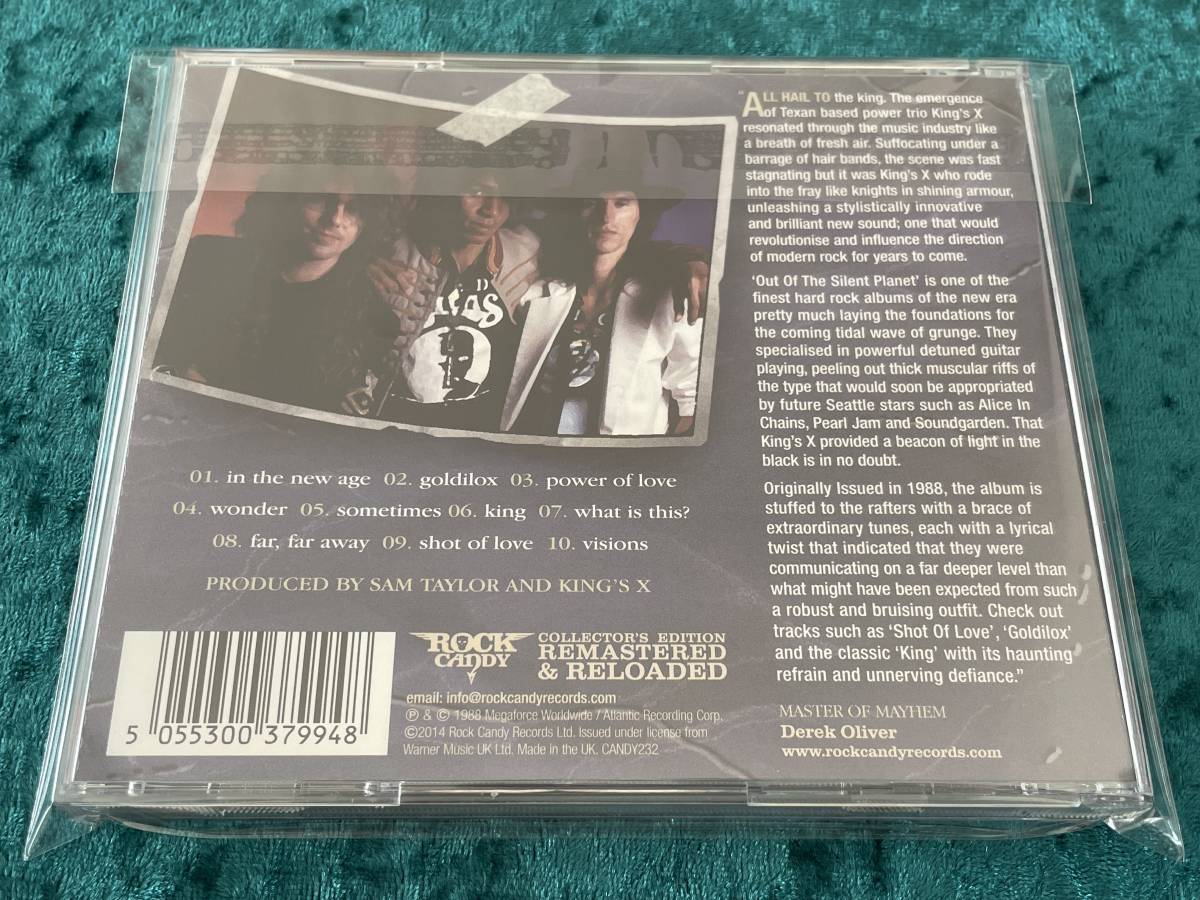 "ALL HAIL TO the king. The emergence
of Texan based power trio King's X
resonated through the music industry like
a breath of fresh air. Suffocating under a
barrage of hair bands, the scene was fast
stagnating but it was King's X who rode
into the fray like knights in shining armour,
unleashing a stylistically innovative
and brilliant new sound; one that would
revolutionise and influence the direction
of modern rock for years to come.
'Out Of The Silent Planet' is one of the
finest hard rock albums of the new era
pretty much laying the foundations for
the coming tidal wave of grunge. They
specialised in powerful detuned guitar
playing, peeling out thick muscular riffs of
the type that would soon be appropriated
by future Seattle stars such as Alice In
Chains, Pearl Jam and Soundgarden. That
King's X provided a beacon of light in the
black is in no doubt.
Originally Issued in 1988, the album is
stuffed to the rafters with a brace of
extraordinary tunes, each with a lyrical
twist that indicated that they were
communicating on a far deeper level than
what might have been expected from such
a robust and bruising outfit. Check out
tracks such as 'Shot Of Love', 'Goldilox'
and the classic 'King' with its haunting
refrain and unnerving defiance."
MASTER OF MAYHEM
Derek Oliver
www.rockcandyrecords.com
01. in the new age 02. goldilox 03. power of love
04. wonder 05. sometimes 06. king 07. what is this?
08. far, far away 09. shot of love 10. visions
PRODUCED BY SAM TAYLOR AND KING'S X
ROCK
CANDY
COLLECTOR'S EDITION
REMASTERED
& RELOADED
email: info@rockcandyrecords.com
℗ & © 1988 Megaforce Worldwide / Atlantic Recording Corp.
©2014 Rock Candy Records Ltd. Issued under license from
Warner Music UK Ltd. Made in the UK. CANDY232
5 055300 379948